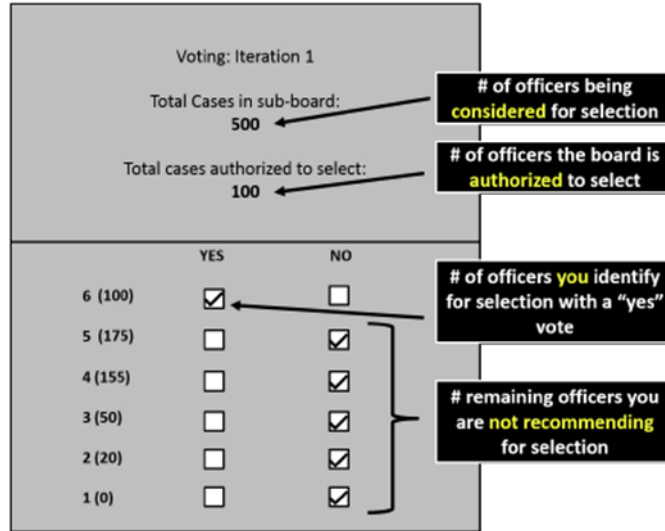 Voting: Iteration 1
Total Cases in sub-board:
500
Total cases authorized to select:
100
# of officers being
considered for selection
# of officers the board is
authorized to select
YES NO
6 (100)
5 (175)
4 (155)
3 (50)
2 (20)
1 (0)
# of officers you identify
for selection with a “yes”
vote
# remaining officers you
are not recommending
for selection